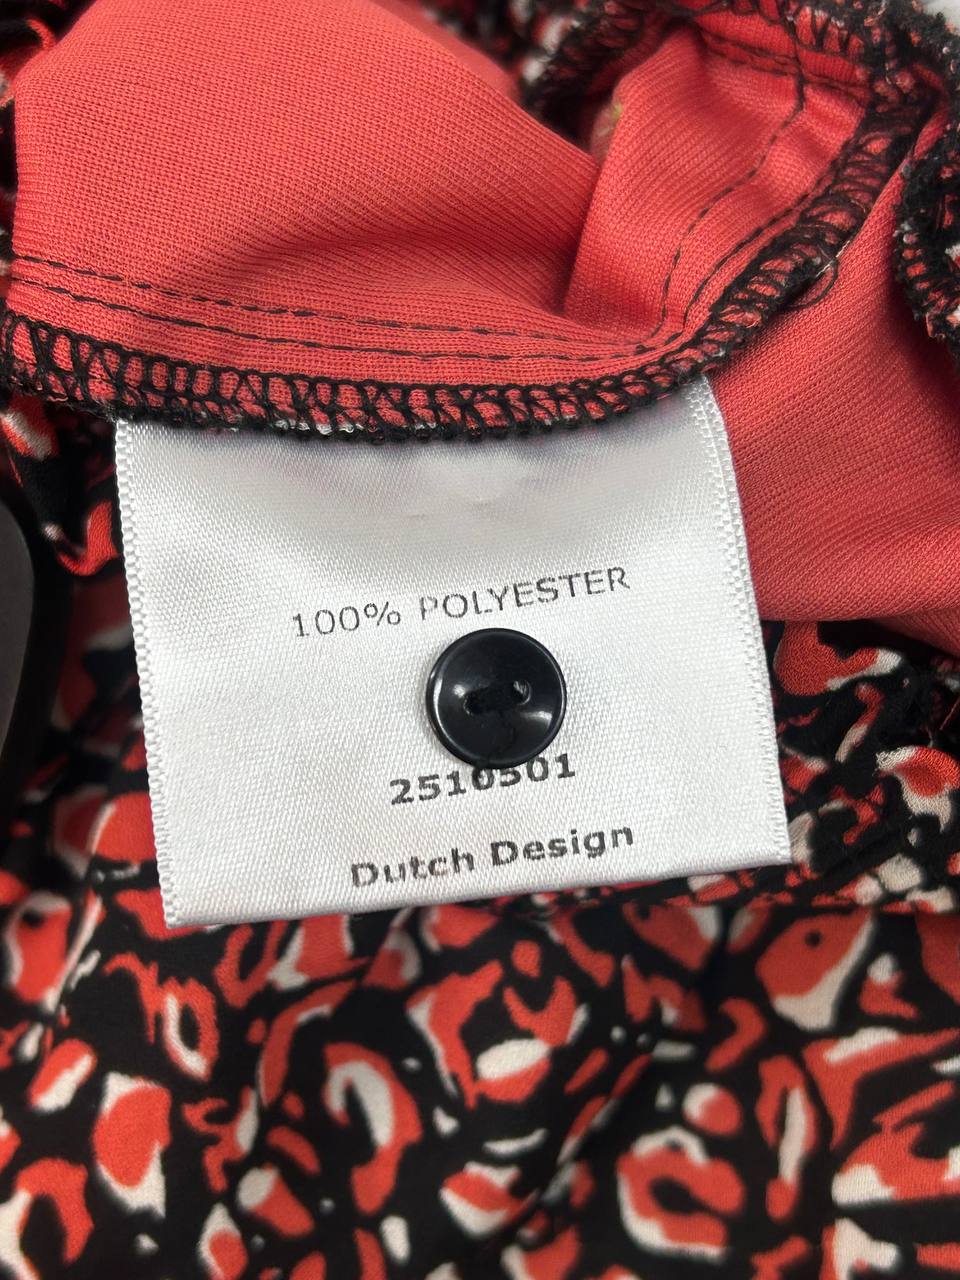 100% POLYESTER
2510501
Dutch Design